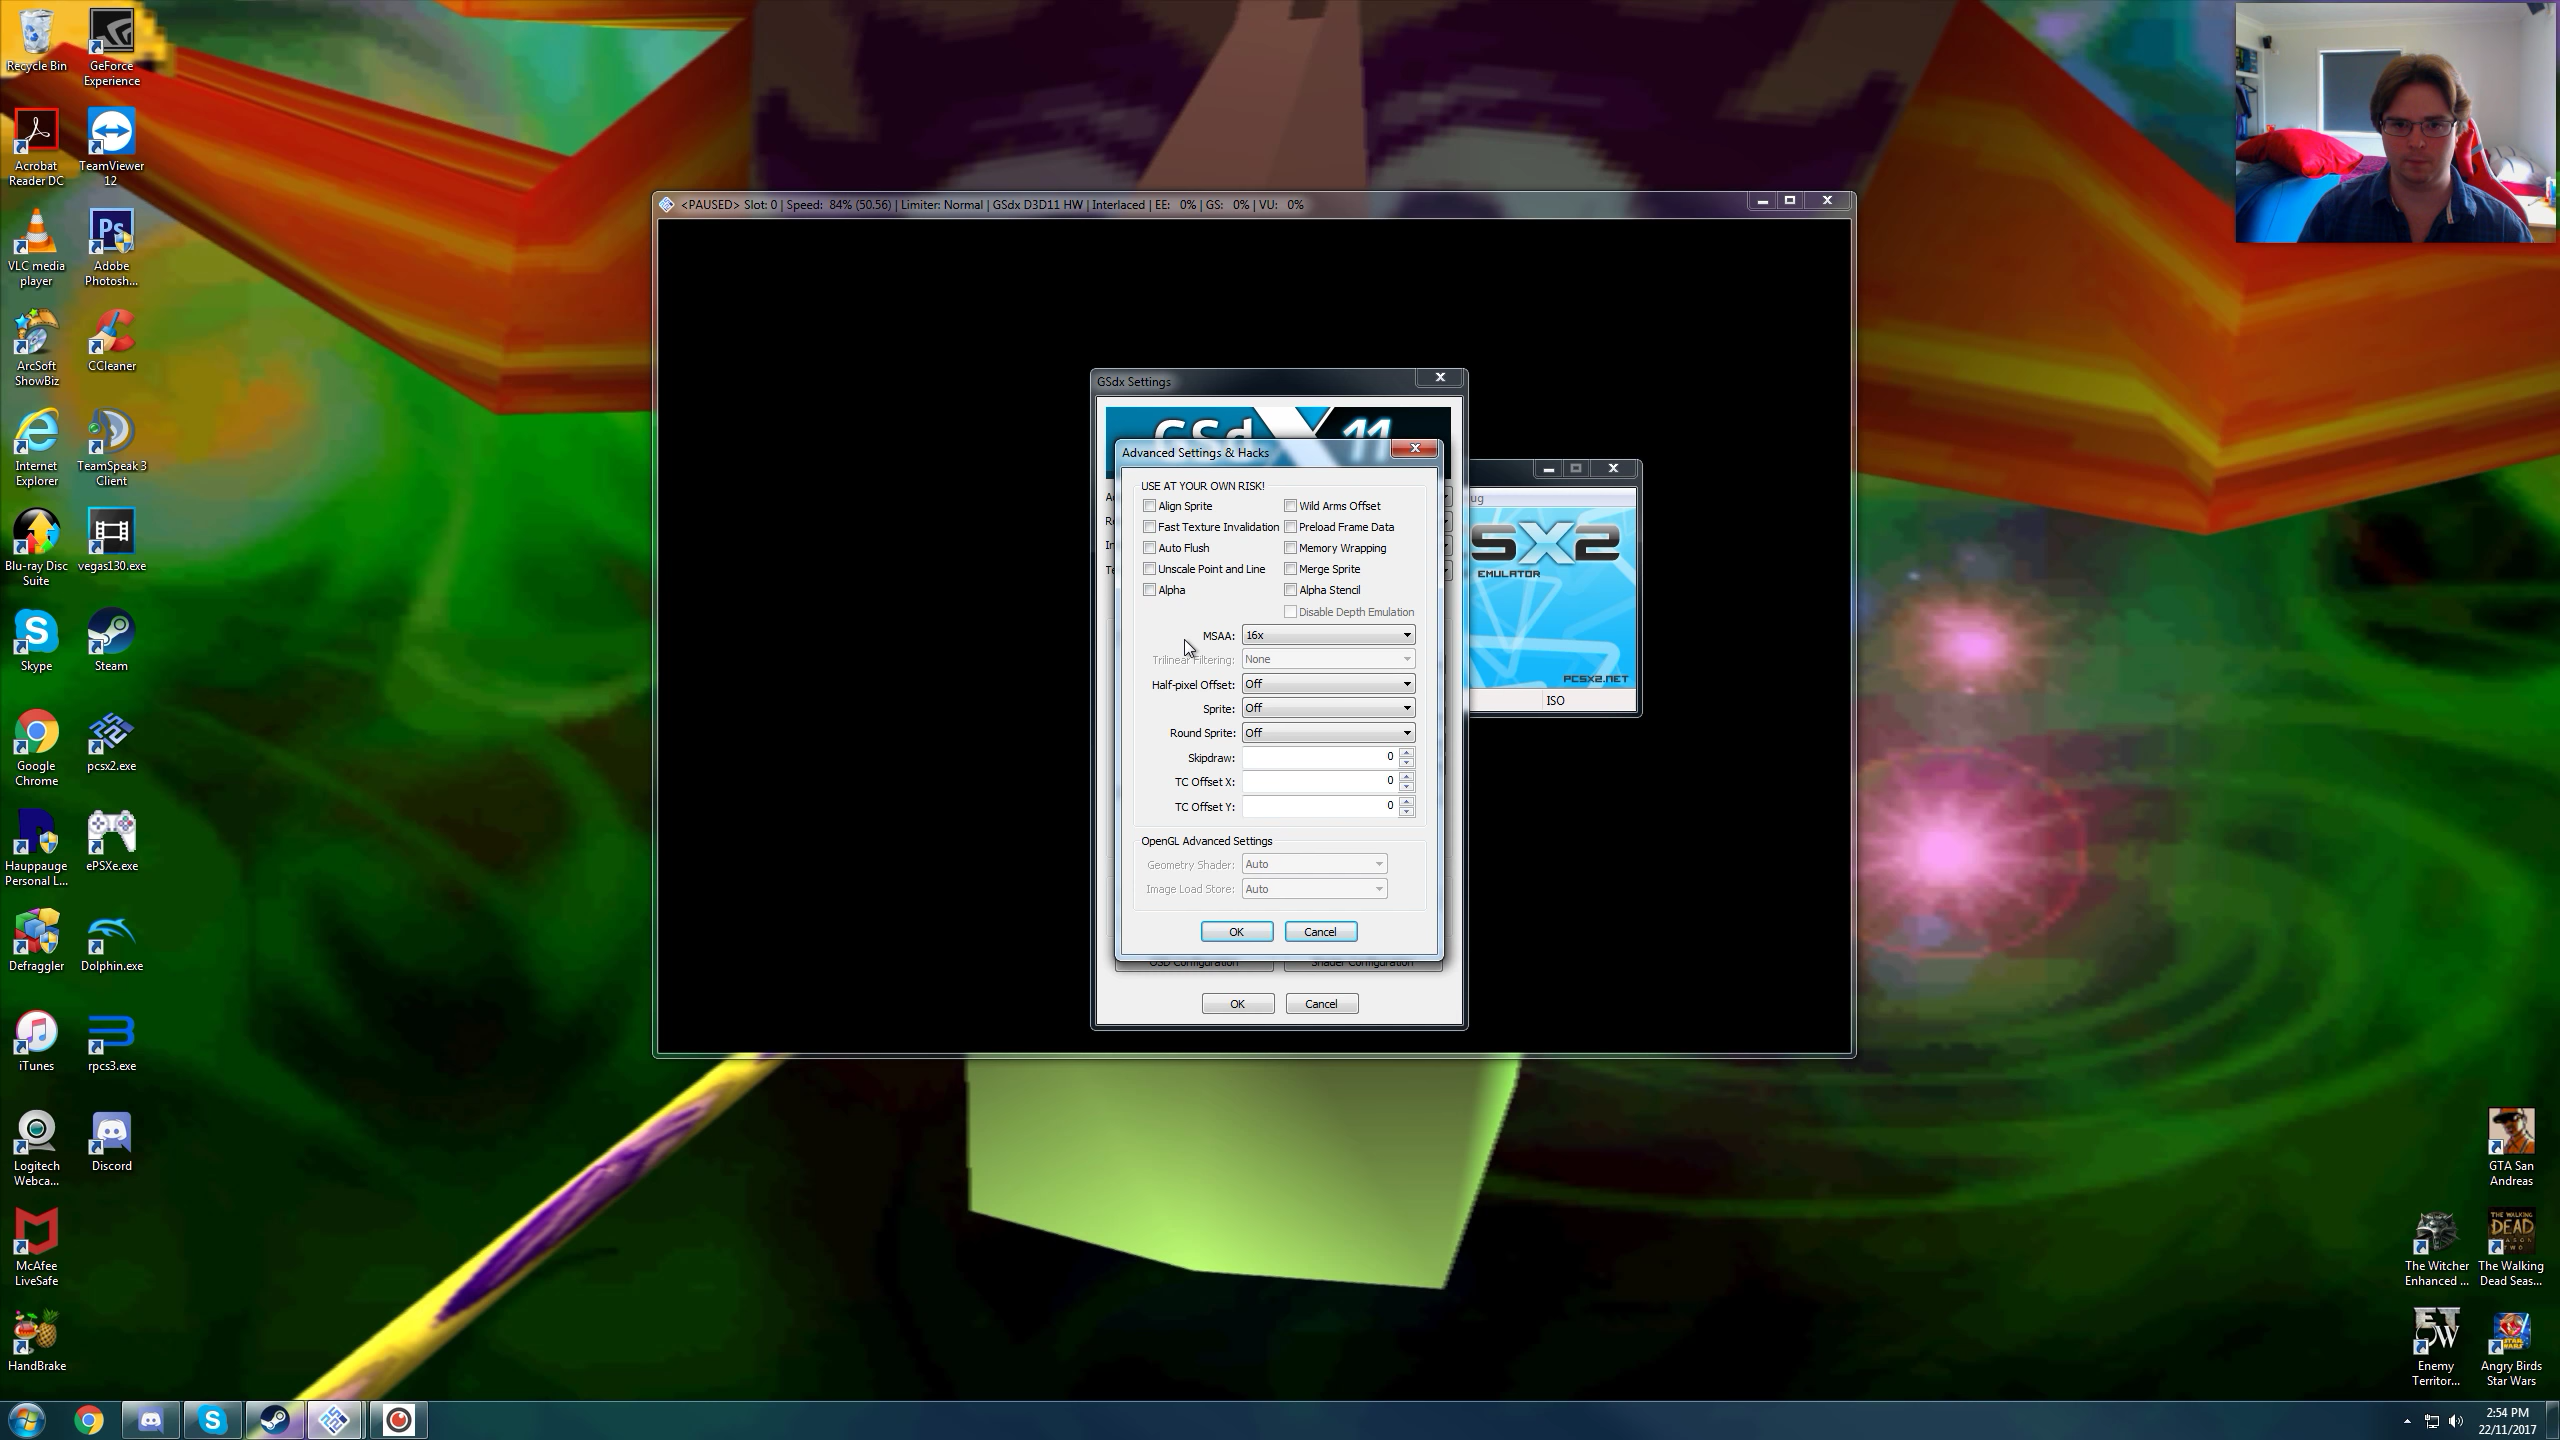 Recycle Bin
GeForce
Experience
Acrobat
Reader DC
TeamViewer
12
VLC media
player
Ps
Adobe
Photosh...
ArcSoft
ShowBiz
CCleaner
Internet
Explorer
TeamSpeak 3
Client
Blu-ray Disc
Suite
vegas130.exe
Skype
Steam
Google
Chrome
pcsx2.exe
Hauppauge
Personal L...
ePSXe.exe
Defraggler
Dolphin.exe
iTunes
rpcs3.exe
Logitech
Webca...
Discord
McAfee
LiveSafe
HandBrake
<PAUSED> Slot: 0 | Speed: 84% (50.56) | Limiter: Normal | GSdx D3D11 HW | Interlaced | EE: 0% | GS: 0% | VU: 0%
GSdx Settings
GSd X 11
Advanced Settings & Hacks
USE AT YOUR OWN RISK!
Align Sprite
Wild Arms Offset
Fast Texture Invalidation
Preload Frame Data
Auto Flush
Memory Wrapping
Unscale Point and Line
Merge Sprite
Alpha
Alpha Stencil
Disable Depth Emulation
MSAA: 16x
Trilinear Filtering: None
Half-pixel Offset: Off
Sprite: Off
Round Sprite: Off
Skipdraw: 0
TC Offset X: 0
TC Offset Y: 0
OpenGL Advanced Settings
Geometry Shader: Auto
Image Load Store: Auto
OK
Cancel
OK
Cancel
ug
SX2
EMULATOR
PCSX2.NET
ISO
GTA San
Andreas
The Witcher
Enhanced ...
THE WALKING
DEAD
The Walking
Dead Seas...
ET
W
Enemy
Territor...
Angry Birds
Star Wars
2:54 PM
22/11/2017